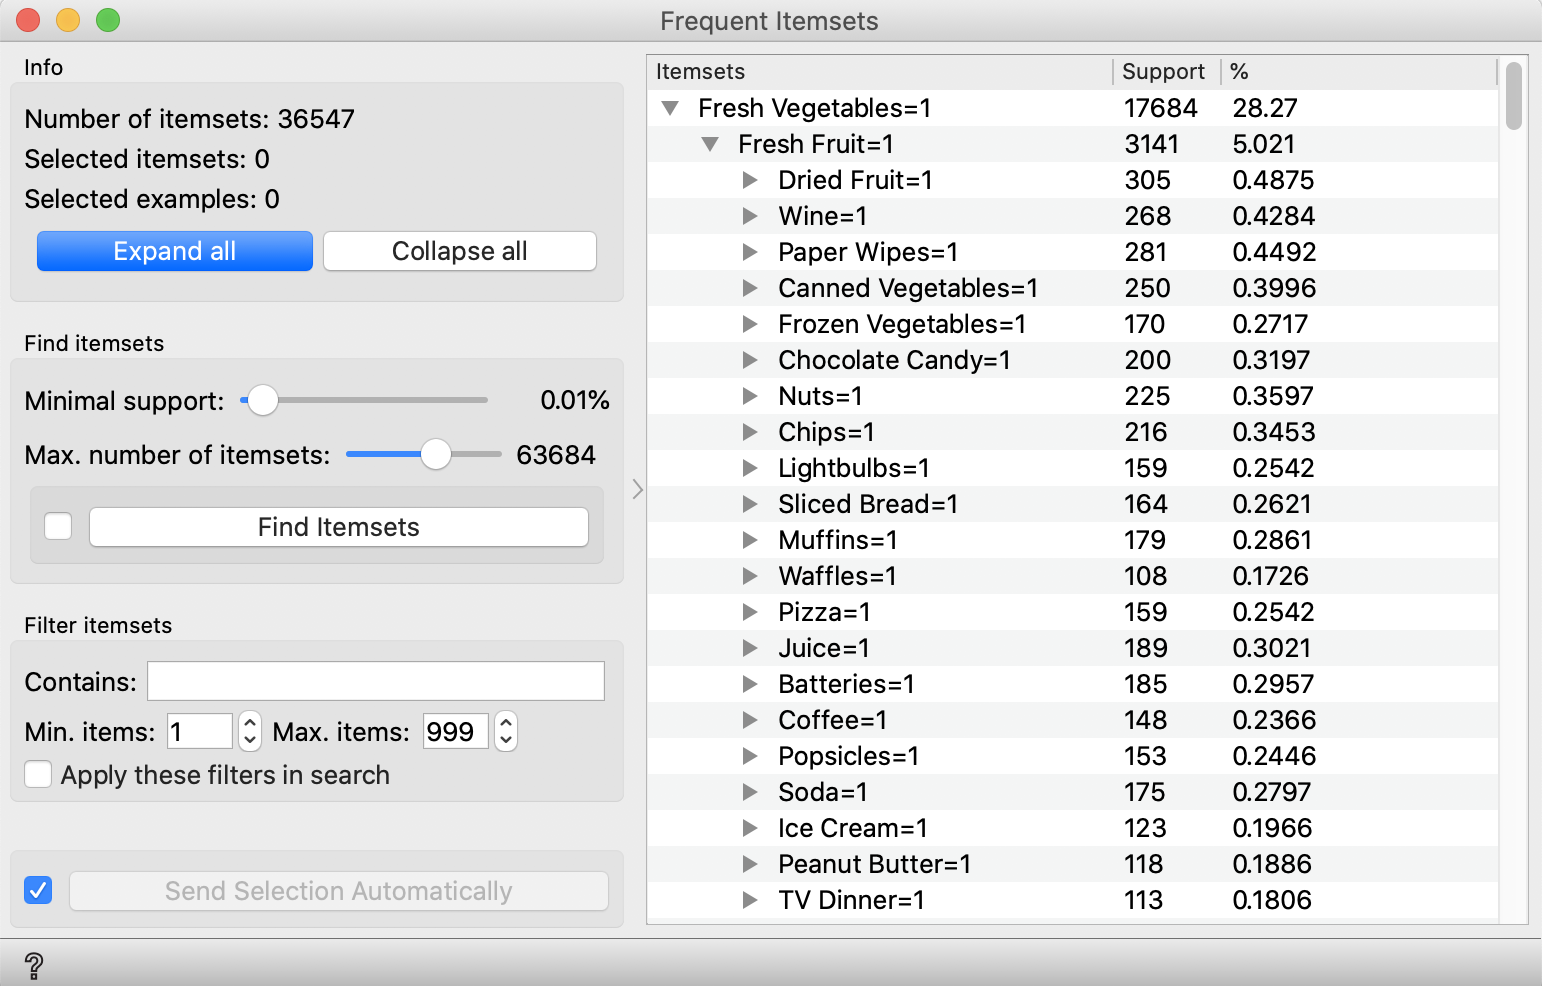 Frequent Itemsets
Info
Number of itemsets: 36547
Selected itemsets: 0
Selected examples: 0
Expand all Collapse all
Find itemsets
Minimal support: 0.01%
Max. number of itemsets: 63684
Find Itemsets
Filter itemsets
Contains:
Min. items: 1 Max. items: 999
Apply these filters in search
Send Selection Automatically
?
Itemsets Support %
Fresh Vegetables=1 17684 28.27
Fresh Fruit=1 3141 5.021
Dried Fruit=1 305 0.4875
Wine=1 268 0.4284
Paper Wipes=1 281 0.4492
Canned Vegetables=1 250 0.3996
Frozen Vegetables=1 170 0.2717
Chocolate Candy=1 200 0.3197
Nuts=1 225 0.3597
Chips=1 216 0.3453
Lightbulbs=1 159 0.2542
Sliced Bread=1 164 0.2621
Muffins=1 179 0.2861
Waffles=1 108 0.1726
Pizza=1 159 0.2542
Juice=1 189 0.3021
Batteries=1 185 0.2957
Coffee=1 148 0.2366
Popsicles=1 153 0.2446
Soda=1 175 0.2797
Ice Cream=1 123 0.1966
Peanut Butter=1 118 0.1886
TV Dinner=1 113 0.1806